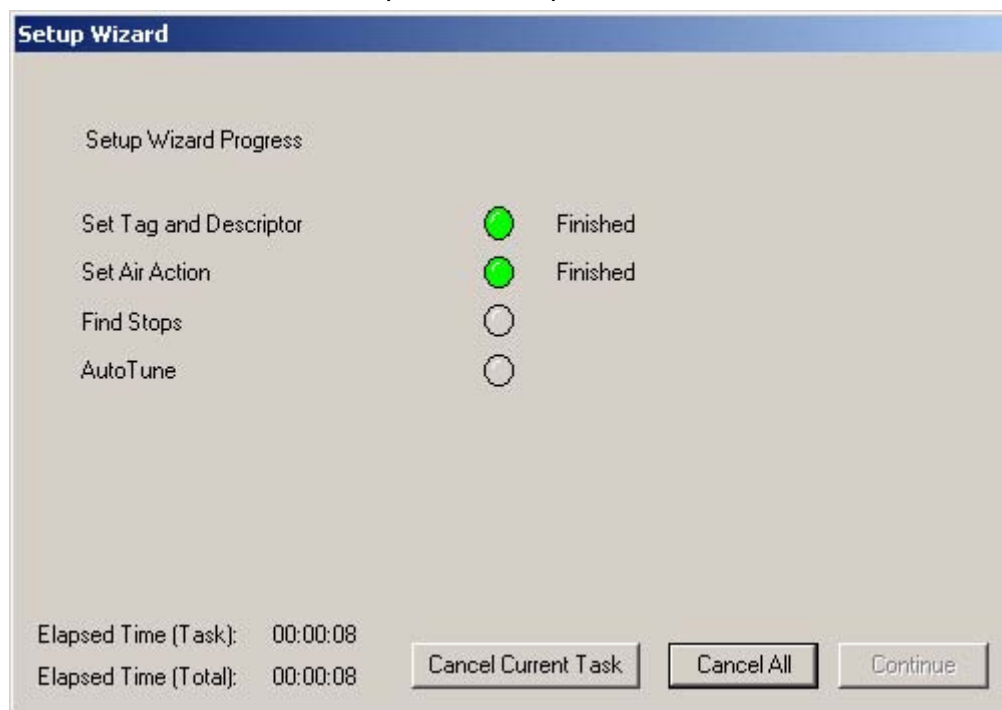 Setup Wizard
Setup Wizard Progress
Set Tag and Descriptor Finished
Set Air Action Finished
Find Stops
AutoTune
Elapsed Time (Task): 00:00:08
Elapsed Time (Total): 00:00:08
Cancel Current Task Cancel All Continue